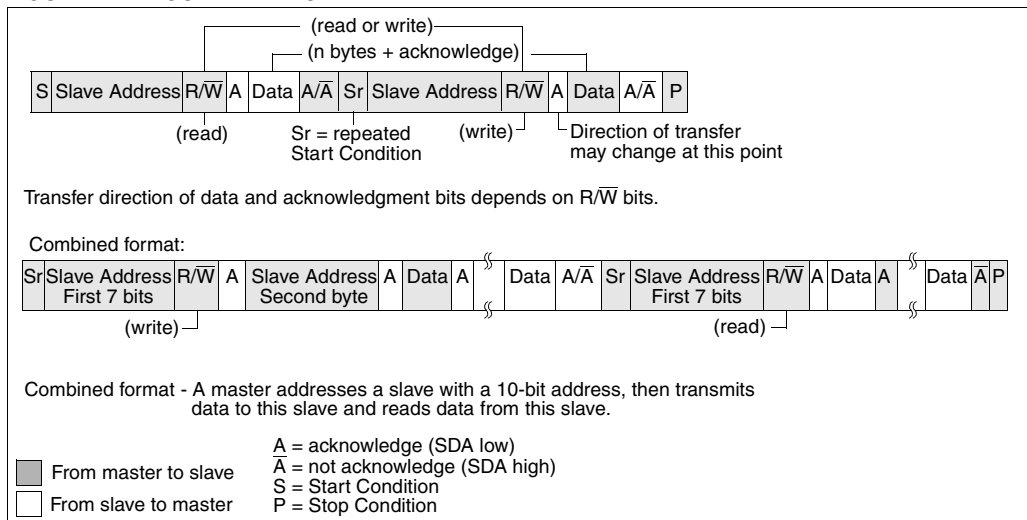 (read or write)
(n bytes + acknowledge)
S Slave Address R/W̅ A Data A/A̅ Sr Slave Address R/W̅ A Data A/A̅ P
(read) Sr = repeated Start Condition (write) Direction of transfer may change at this point
Transfer direction of data and acknowledgment bits depends on R/W̅ bits.
Combined format:
Sr Slave Address First 7 bits R/W̅ A Slave Address Second byte A Data A Data A/A̅ Sr Slave Address First 7 bits R/W̅ A Data A Data A̅ P
(write) (read)
Combined format - A master addresses a slave with a 10-bit address, then transmits
data to this slave and reads data from this slave.
A = acknowledge (SDA low)
A̅ = not acknowledge (SDA high)
S = Start Condition
P = Stop Condition
From master to slave
From slave to master